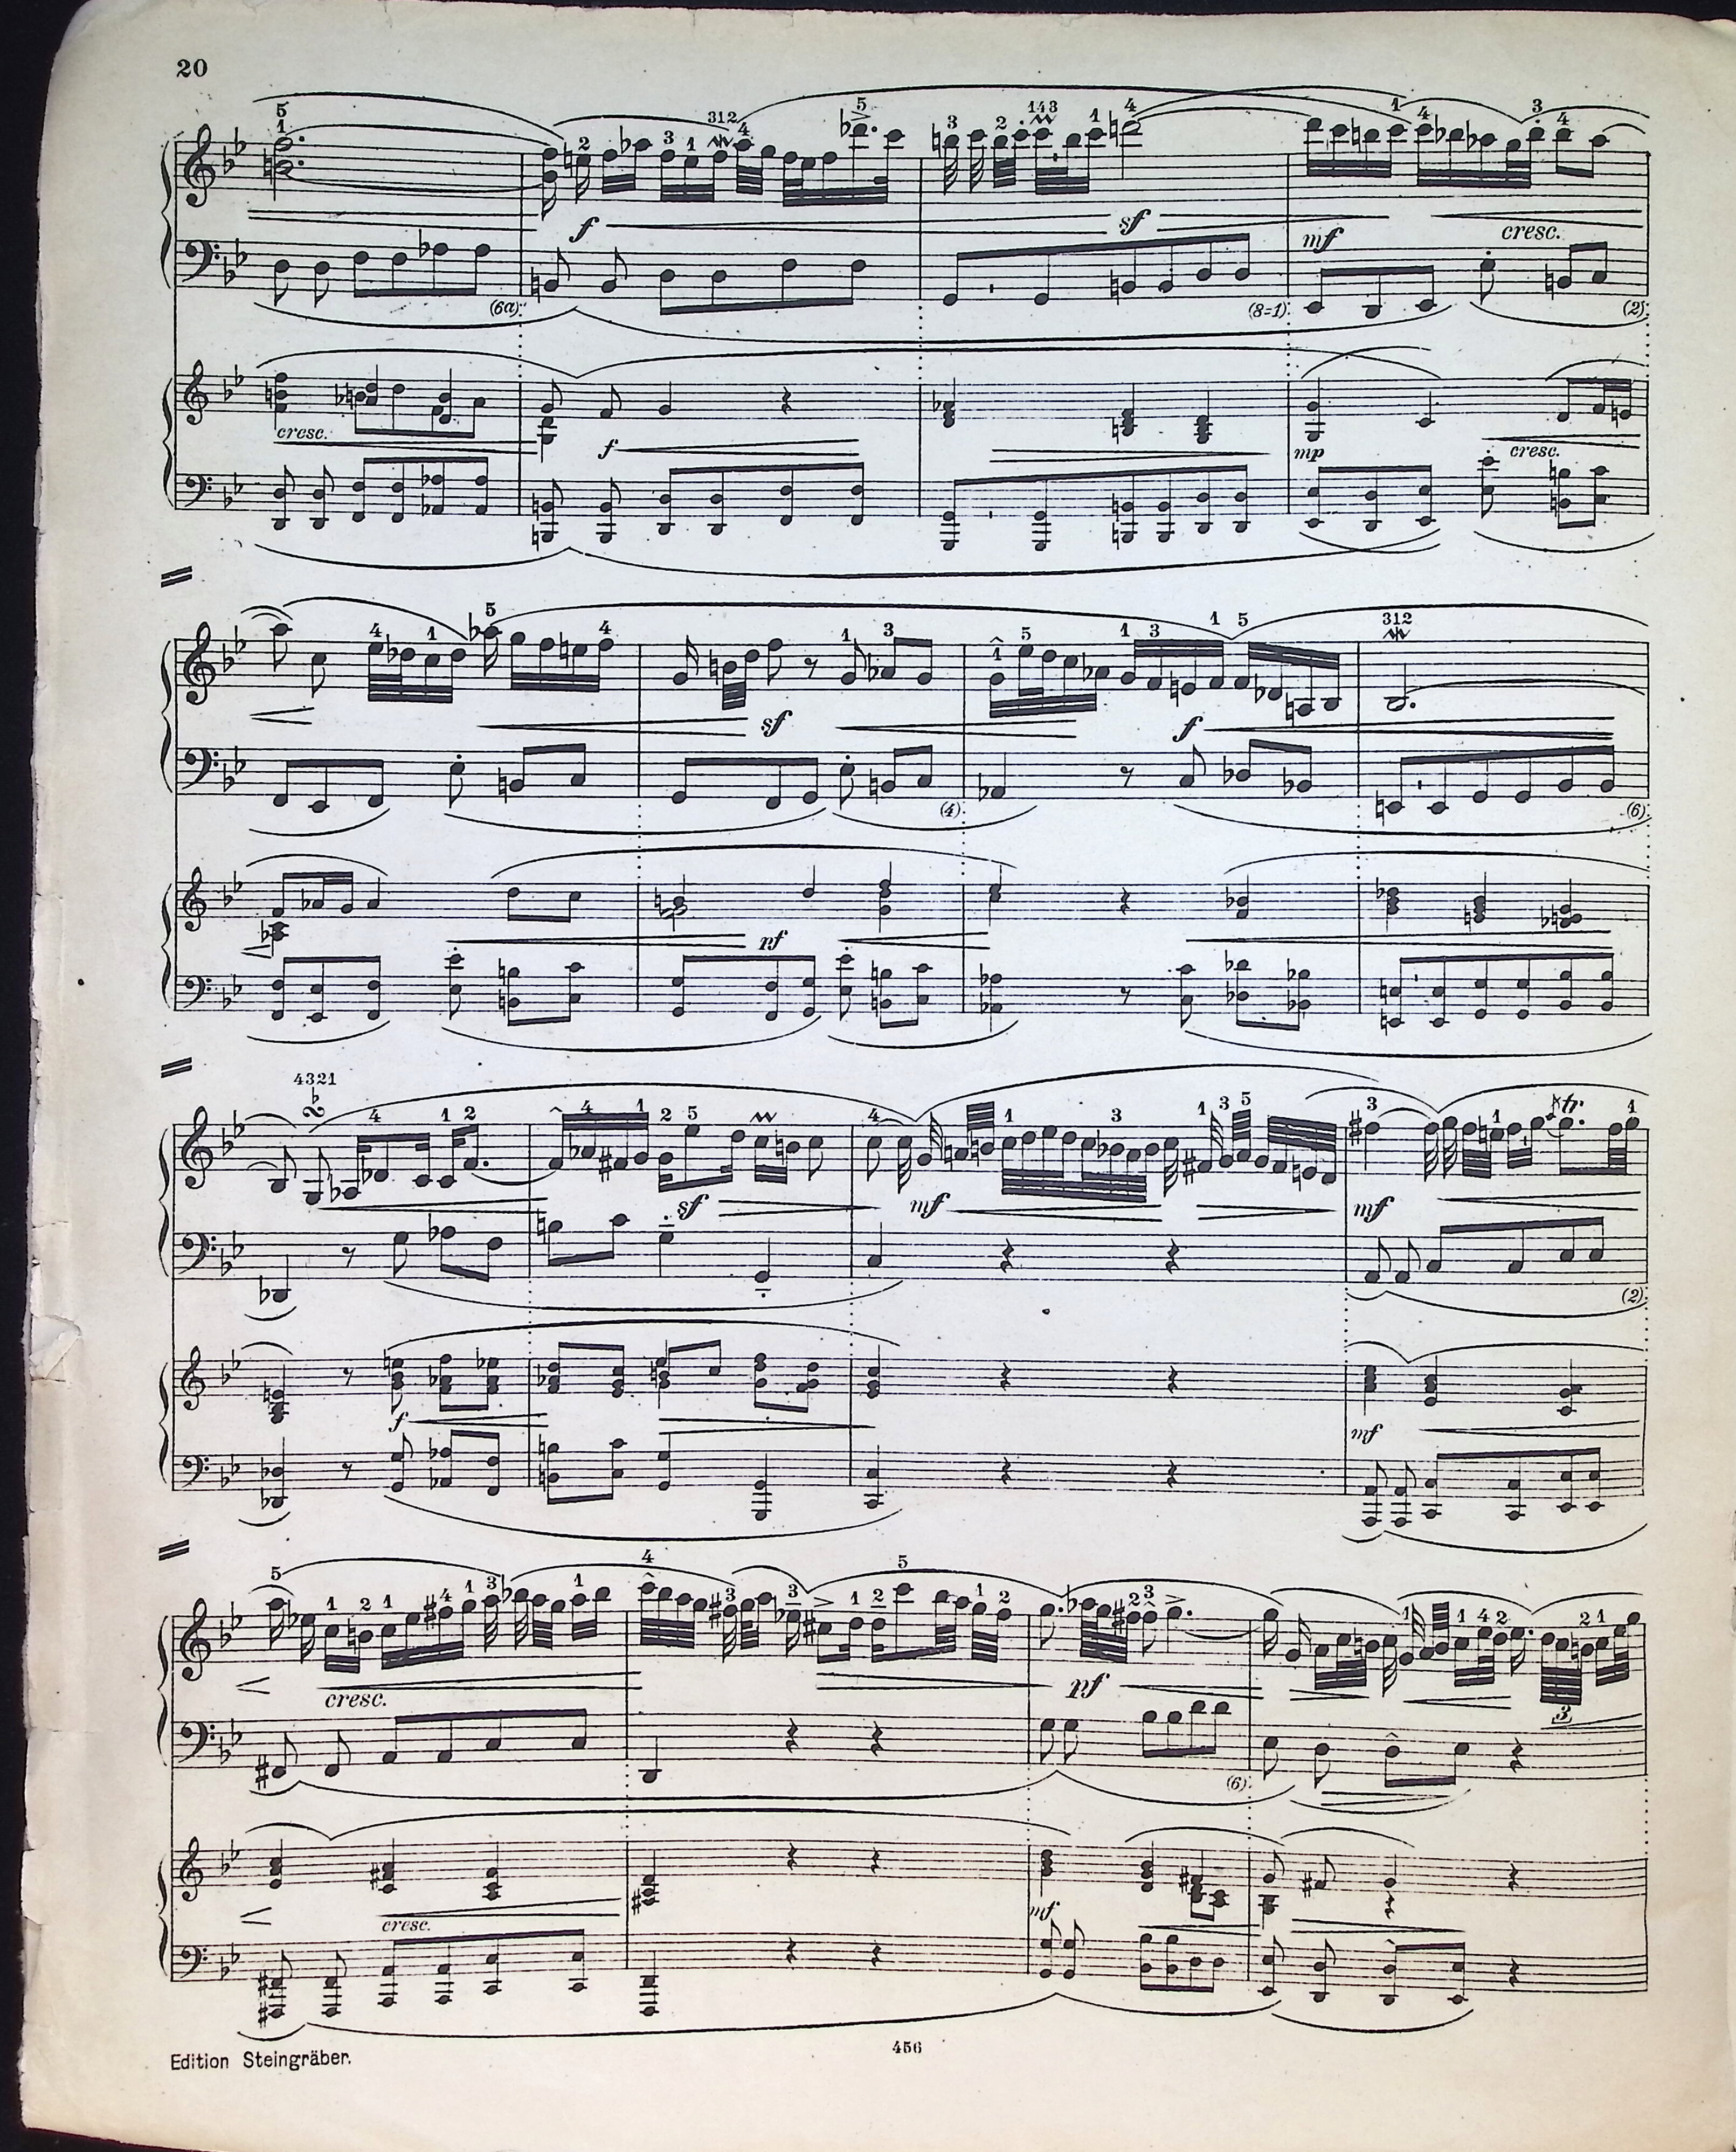 20
5
1 2 3 1 312 4 5 3 2 143 1 4 1 4 3 4
f sf mf cresc.
(6a) (8=1) (2)
cresc. f mp cresc.
4 1 5 4 1 3 1 5 1 3 1 5 312
sf f
(4) (6)
nf
4321
4 1 2 4 1 2 5 4 1 3 1 3 5 3 1 tr 1
sf mf mf
(2)
f mf
5 1 2 1 4 1 3 1 4 3 3 1 2 5 1 2 2 3 1 1 4 2 2 1
cresc. pf 3
(6)
cresc. mf
Edition Steingräber.
456